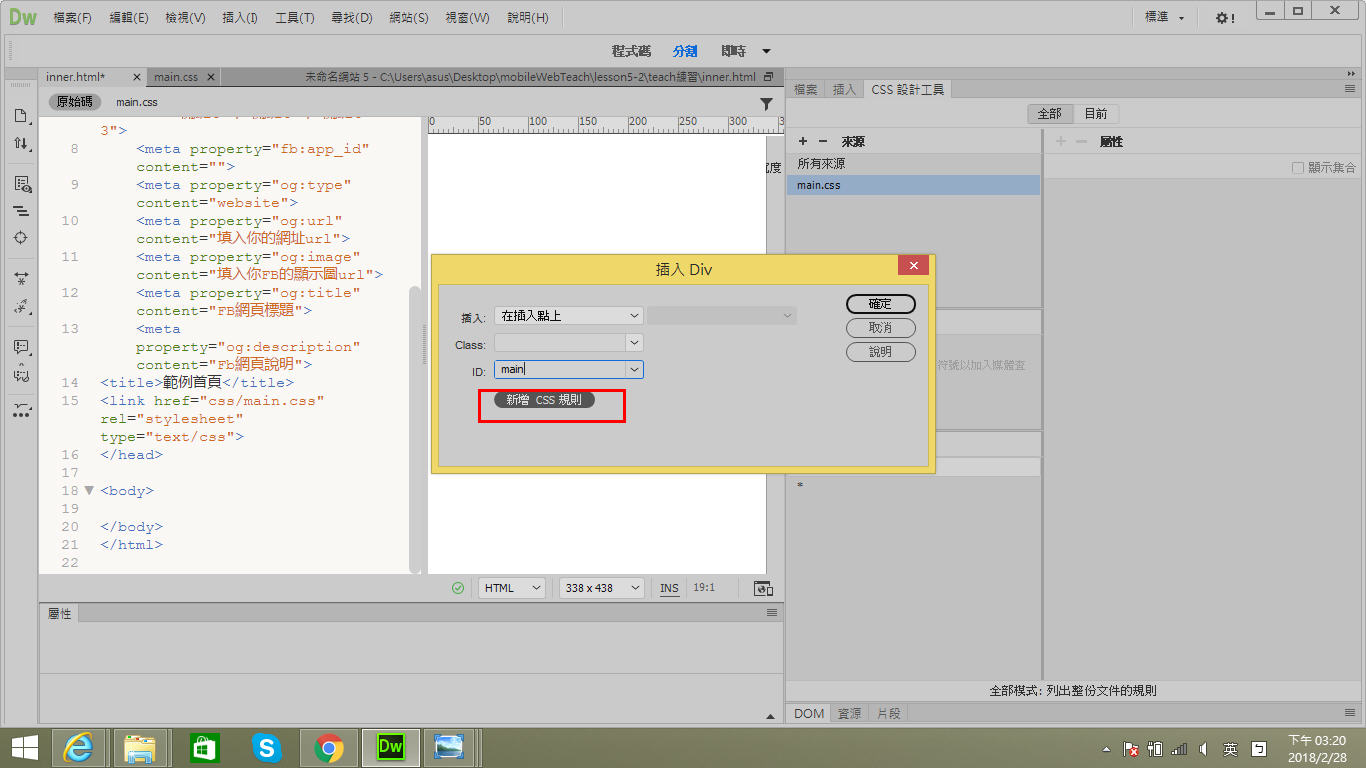 Dw 檔案(F) 編輯(E) 檢視(V) 插入(I) 工具(T) 尋找(D) 網站(S) 視窗(W) 說明(H) 標準
程式碼 分割 即時
inner.html* main.css 未命名網站 5 - C:\Users\asus\Desktop\mobileWebTeach\lesson5-2\teach練習\inner.html
原始碼 main.css
3">
8 <meta property="fb:app_id"
content="">
9 <meta property="og:type"
content="website">
10 <meta property="og:url"
content="填入你的網址url">
11 <meta property="og:image"
content="填入你FB的顯示圖url">
12 <meta property="og:title"
content="FB網頁標題">
13 <meta
property="og:description"
content="Fb網頁說明">
14 <title>範例首頁</title>
15 <link href="css/main.css"
rel="stylesheet"
type="text/css">
16 </head>
17
18 <body>
19
20 </body>
21 </html>
22
0 50 100 150 200 250 300 3
度
插入 Div
插入: 在插入點上
Class:
ID: main
新增 CSS 規則
確定
取消
說明
檔案 插入 CSS 設計工具
全部 目前
+ − 來源
所有來源
main.css
+ − 屬性
顯示集合
符號以加入媒體查
*
全部模式: 列出整份文件的規則
DOM 資源 片段
HTML 338 x 438 INS 19:1
屬性
Dw
英
下午 03:20
2018/2/28